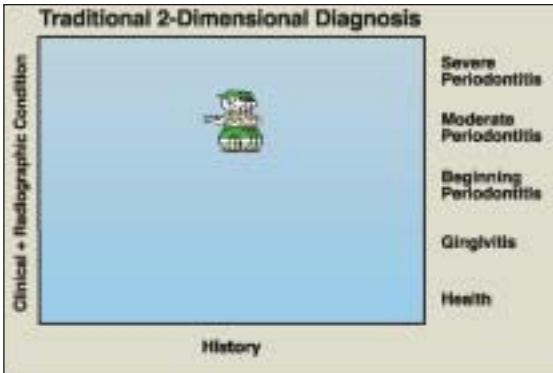 Traditional 2-Dimensional Diagnosis
Clinical + Radiographic Condition
Severe
Periodontitis
Moderate
Periodontitis
Beginning
Periodontitis
Gingivitis
Health
History